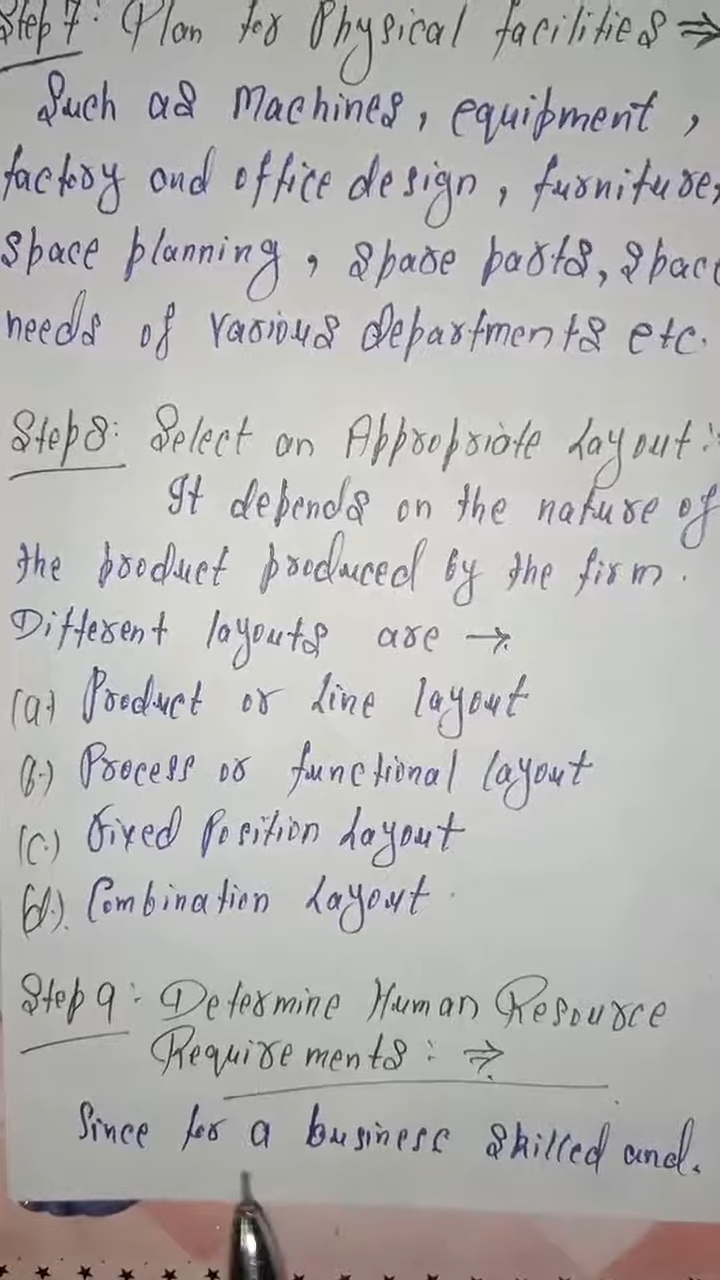 Step 7: Plan for Physical facilities ⇒
Such as Machines, equipment,
factory and office design, furniture,
Space planning, Spare parts, Spac
needs of various departments etc.
Step 8: Select an Appropriate Layout:
It depends on the nature of
the product produced by the firm.
Different layouts are →
(a) Product or Line layout
(b) Process or functional layout
(c) Fixed Position Layout
(d) Combination Layout
Step 9: Determine Human Resource
Requirements: ⇒
Since for a business Skilled and